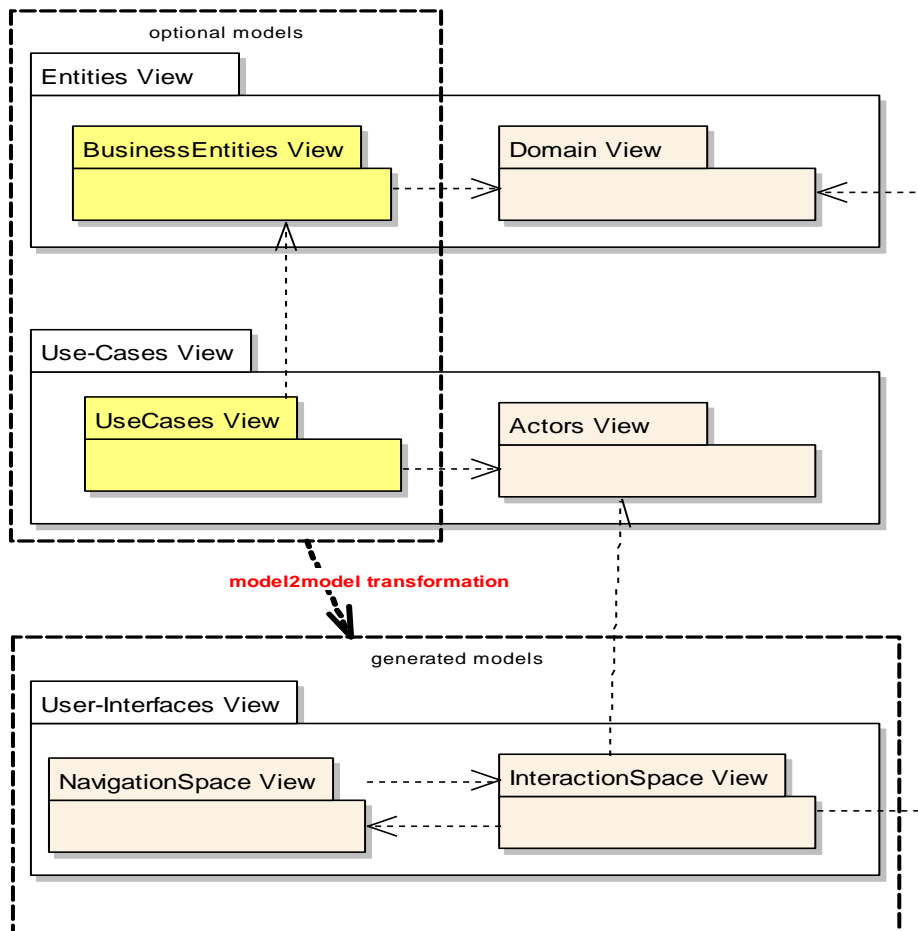 optional models
Entities View
BusinessEntities View
Domain View
Use-Cases View
UseCases View
Actors View
model2model transformation
generated models
User-Interfaces View
NavigationSpace View
InteractionSpace View